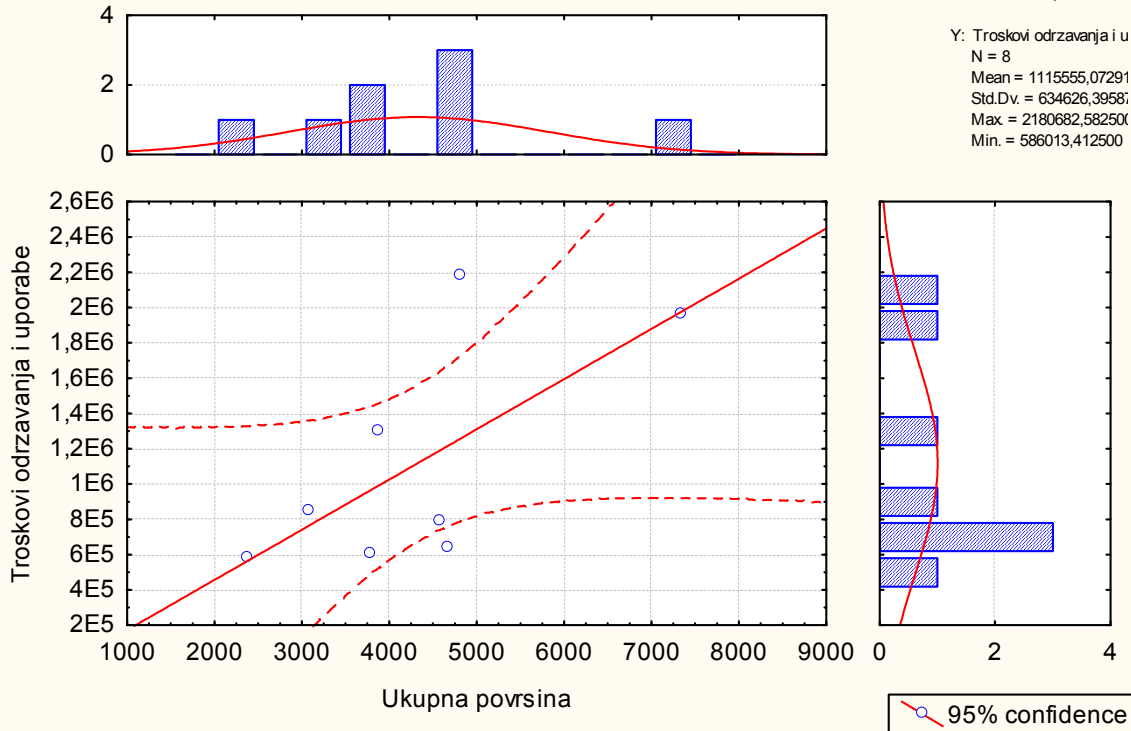 4
2
0
Y: Troskovi odrzavanja i u
N = 8
Mean = 1115555,07291
Std.Dv. = 634626,39587
Max. = 2180682,582500
Min. = 586013,412500
2,6E6
2,4E6
2,2E6
2E6
1,8E6
1,6E6
1,4E6
1,2E6
1E6
8E5
6E5
4E5
2E5
Troskovi odrzavanja i uporabe
1000 2000 3000 4000 5000 6000 7000 8000 9000
Ukupna povrsina
0 2 4
95% confidence